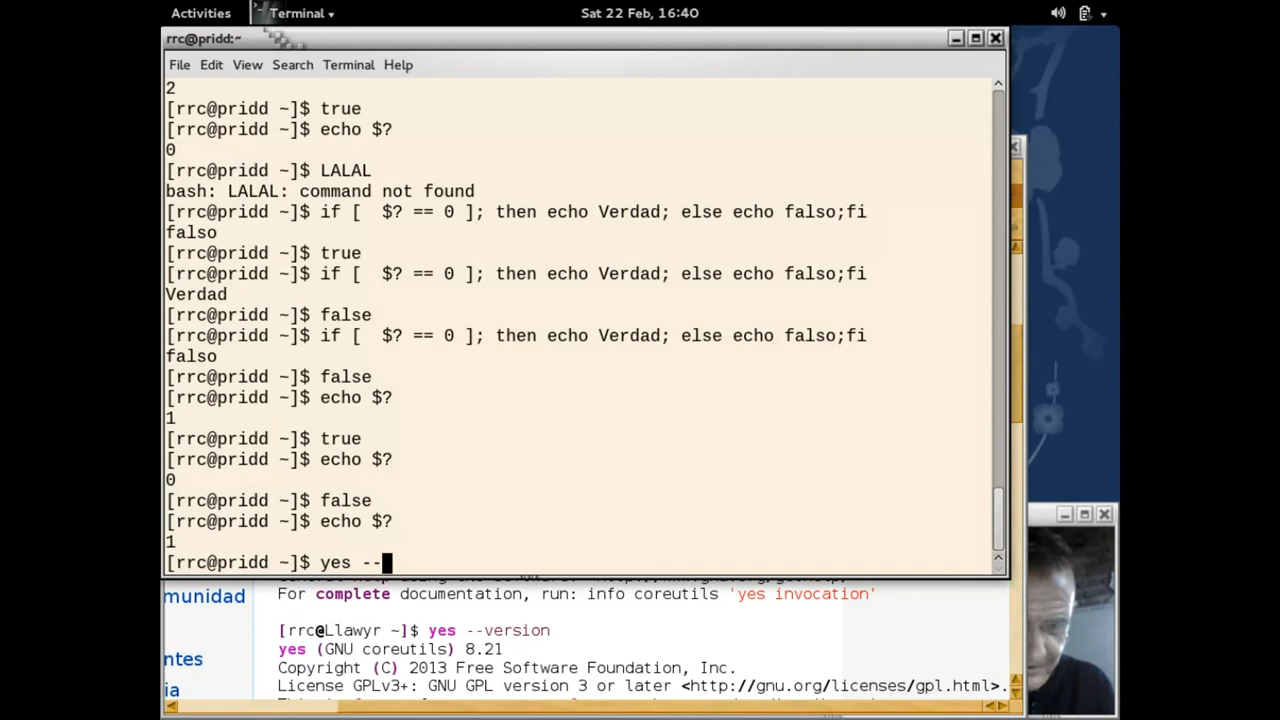 Activities
Terminal
Sat 22 Feb, 16:40
rrc@pridd:~
File Edit View Search Terminal Help
2
[rrc@pridd ~]$ true
[rrc@pridd ~]$ echo $?
0
[rrc@pridd ~]$ LALAL
bash: LALAL: command not found
[rrc@pridd ~]$ if [  $? == 0 ]; then echo Verdad; else echo falso;fi
falso
[rrc@pridd ~]$ true
[rrc@pridd ~]$ if [  $? == 0 ]; then echo Verdad; else echo falso;fi
Verdad
[rrc@pridd ~]$ false
[rrc@pridd ~]$ if [  $? == 0 ]; then echo Verdad; else echo falso;fi
falso
[rrc@pridd ~]$ false
[rrc@pridd ~]$ echo $?
1
[rrc@pridd ~]$ true
[rrc@pridd ~]$ echo $?
0
[rrc@pridd ~]$ false
[rrc@pridd ~]$ echo $?
1
[rrc@pridd ~]$ yes --
munidad
For complete documentation, run: info coreutils 'yes invocation'
[rrc@Llawyr ~]$ yes --version
yes (GNU coreutils) 8.21
ntes
Copyright (C) 2013 Free Software Foundation, Inc.
ia
License GPLv3+: GNU GPL version 3 or later <http://gnu.org/licenses/gpl.html>.